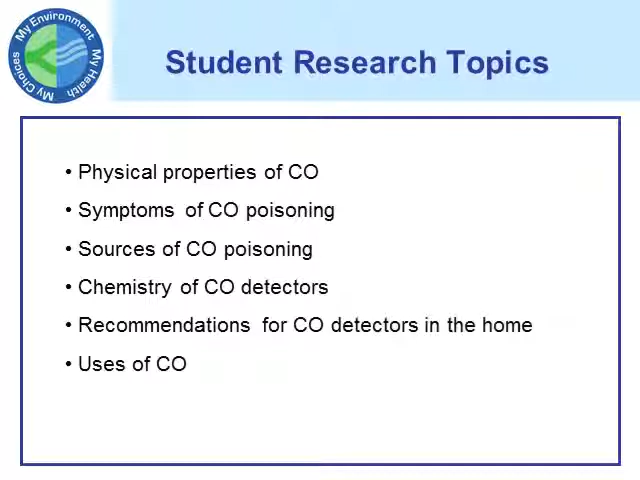 My Environment
My Health
My Choices
Student Research Topics
• Physical properties of CO
• Symptoms of CO poisoning
• Sources of CO poisoning
• Chemistry of CO detectors
• Recommendations for CO detectors in the home
• Uses of CO